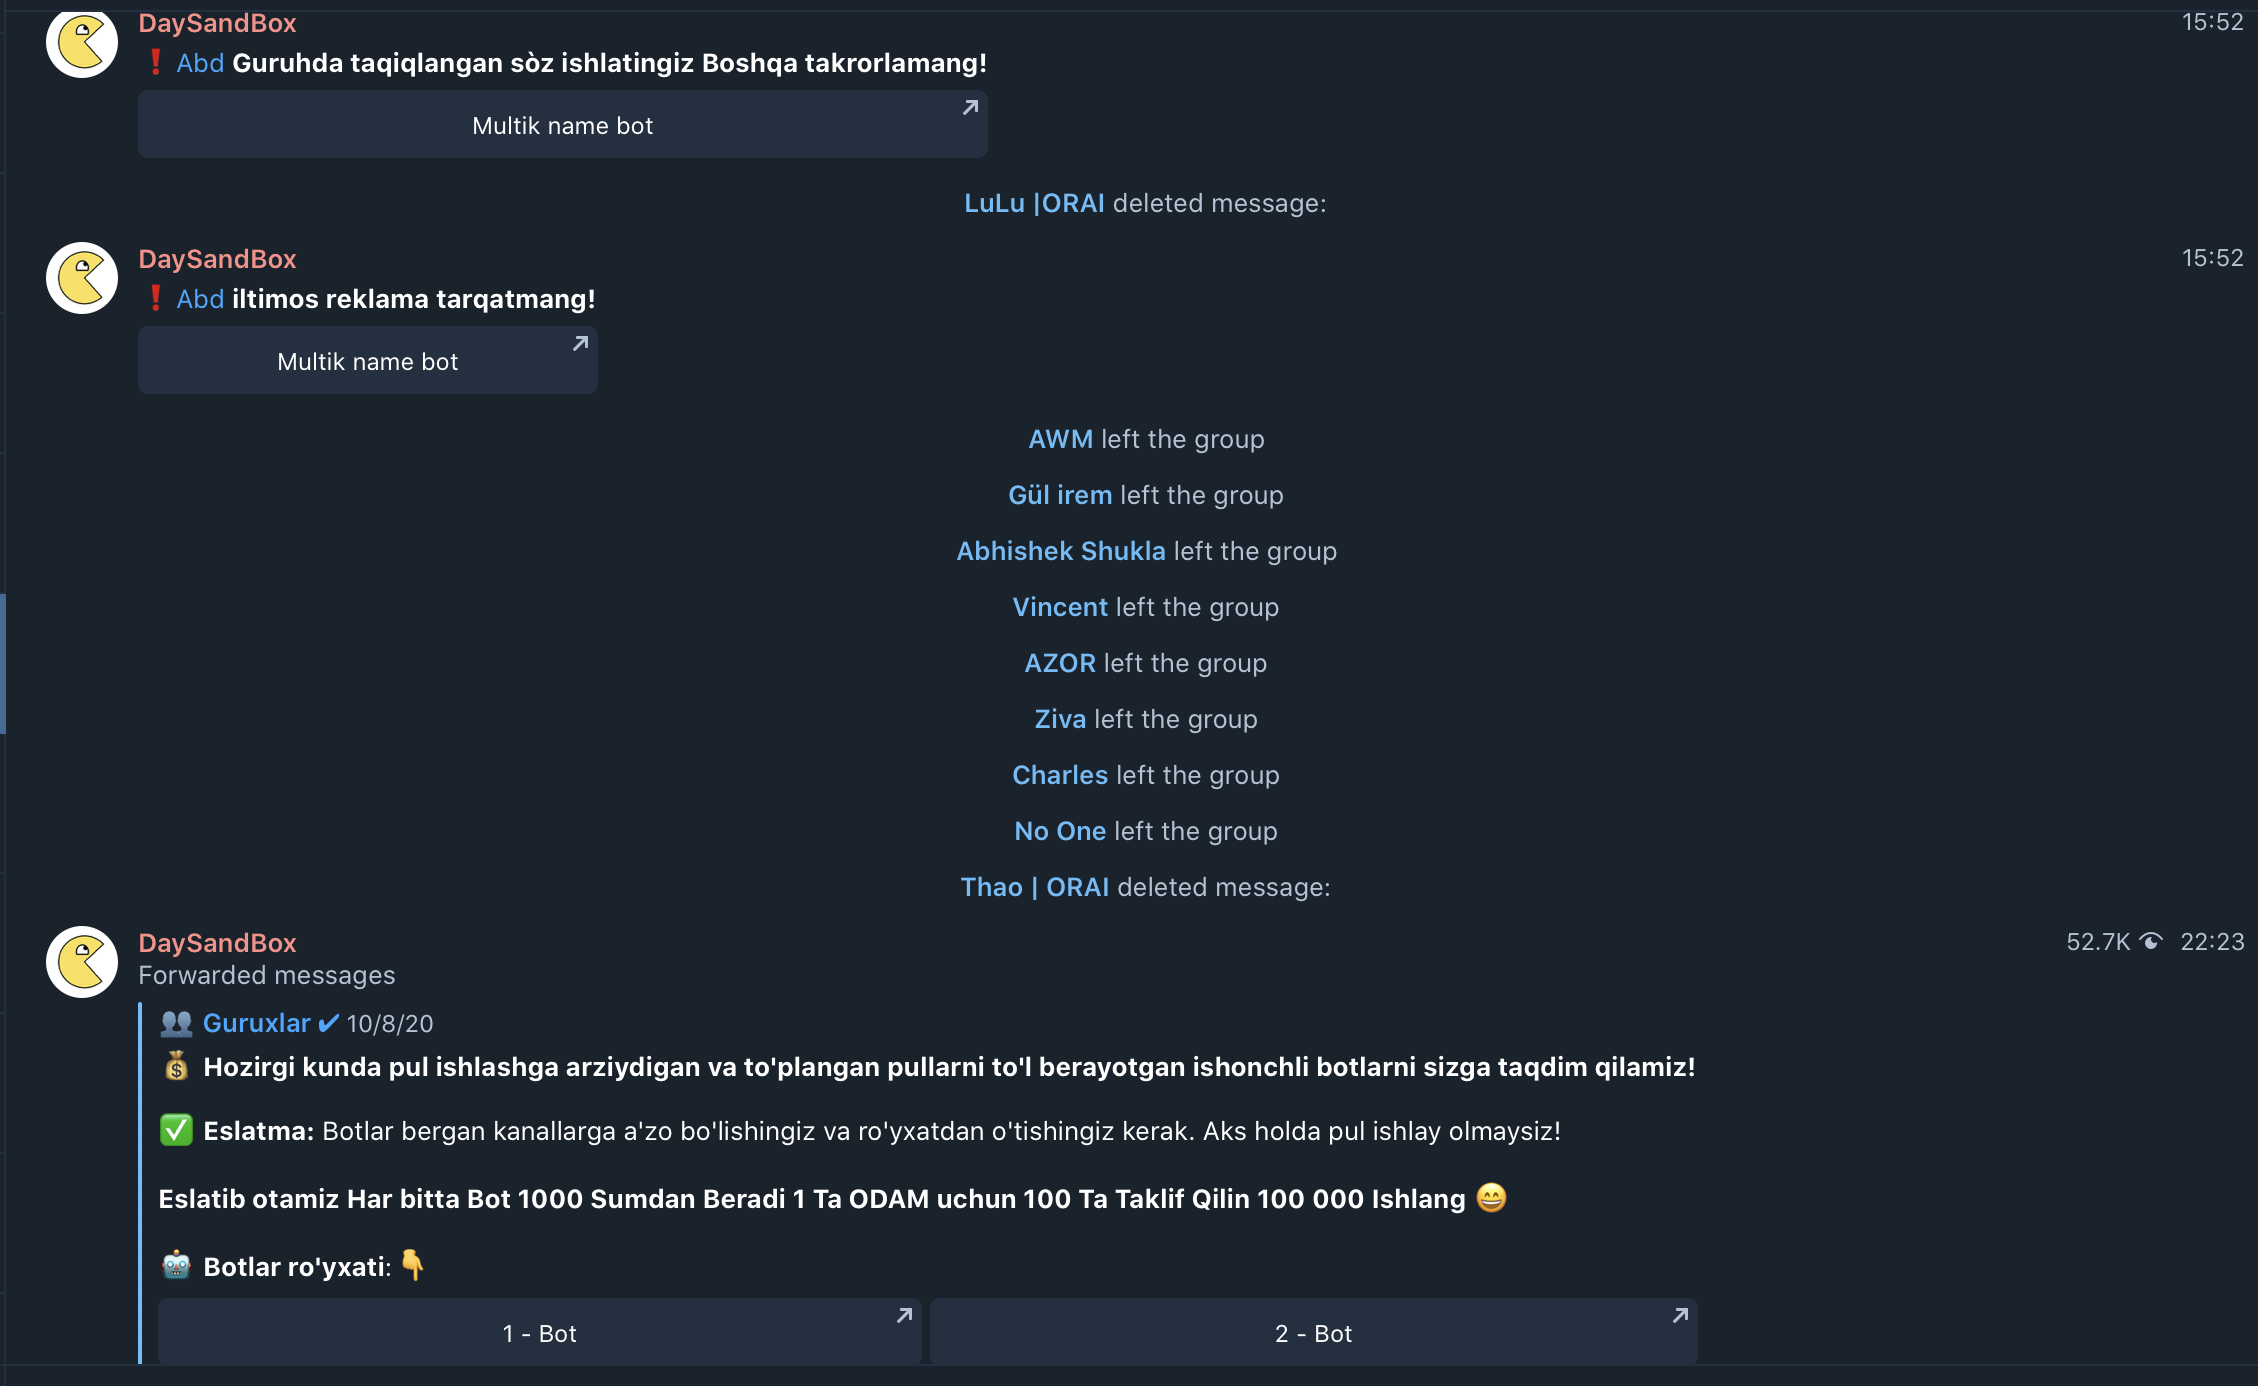 DaySandBox 15:52
❗ Abd Guruhda taqiqlangan sòz ishlatingiz Boshqa takrorlamang!
Multik name bot
LuLu |ORAI deleted message:
DaySandBox 15:52
❗ Abd iltimos reklama tarqatmang!
Multik name bot
AWM left the group
Gül irem left the group
Abhishek Shukla left the group
Vincent left the group
AZOR left the group
Ziva left the group
Charles left the group
No One left the group
Thao | ORAI deleted message:
DaySandBox 52.7K 22:23
Forwarded messages
👥 Guruxlar ✔ 10/8/20
💰 Hozirgi kunda pul ishlashga arziydigan va to'plangan pullarni to'l berayotgan ishonchli botlarni sizga taqdim qilamiz!
✅ Eslatma: Botlar bergan kanallarga a'zo bo'lishingiz va ro'yxatdan o'tishingiz kerak. Aks holda pul ishlay olmaysiz!
Eslatib otamiz Har bitta Bot 1000 Sumdan Beradi 1 Ta ODAM uchun 100 Ta Taklif Qilin 100 000 Ishlang 😄
🤖 Botlar ro'yxati: 👇
1 - Bot 2 - Bot